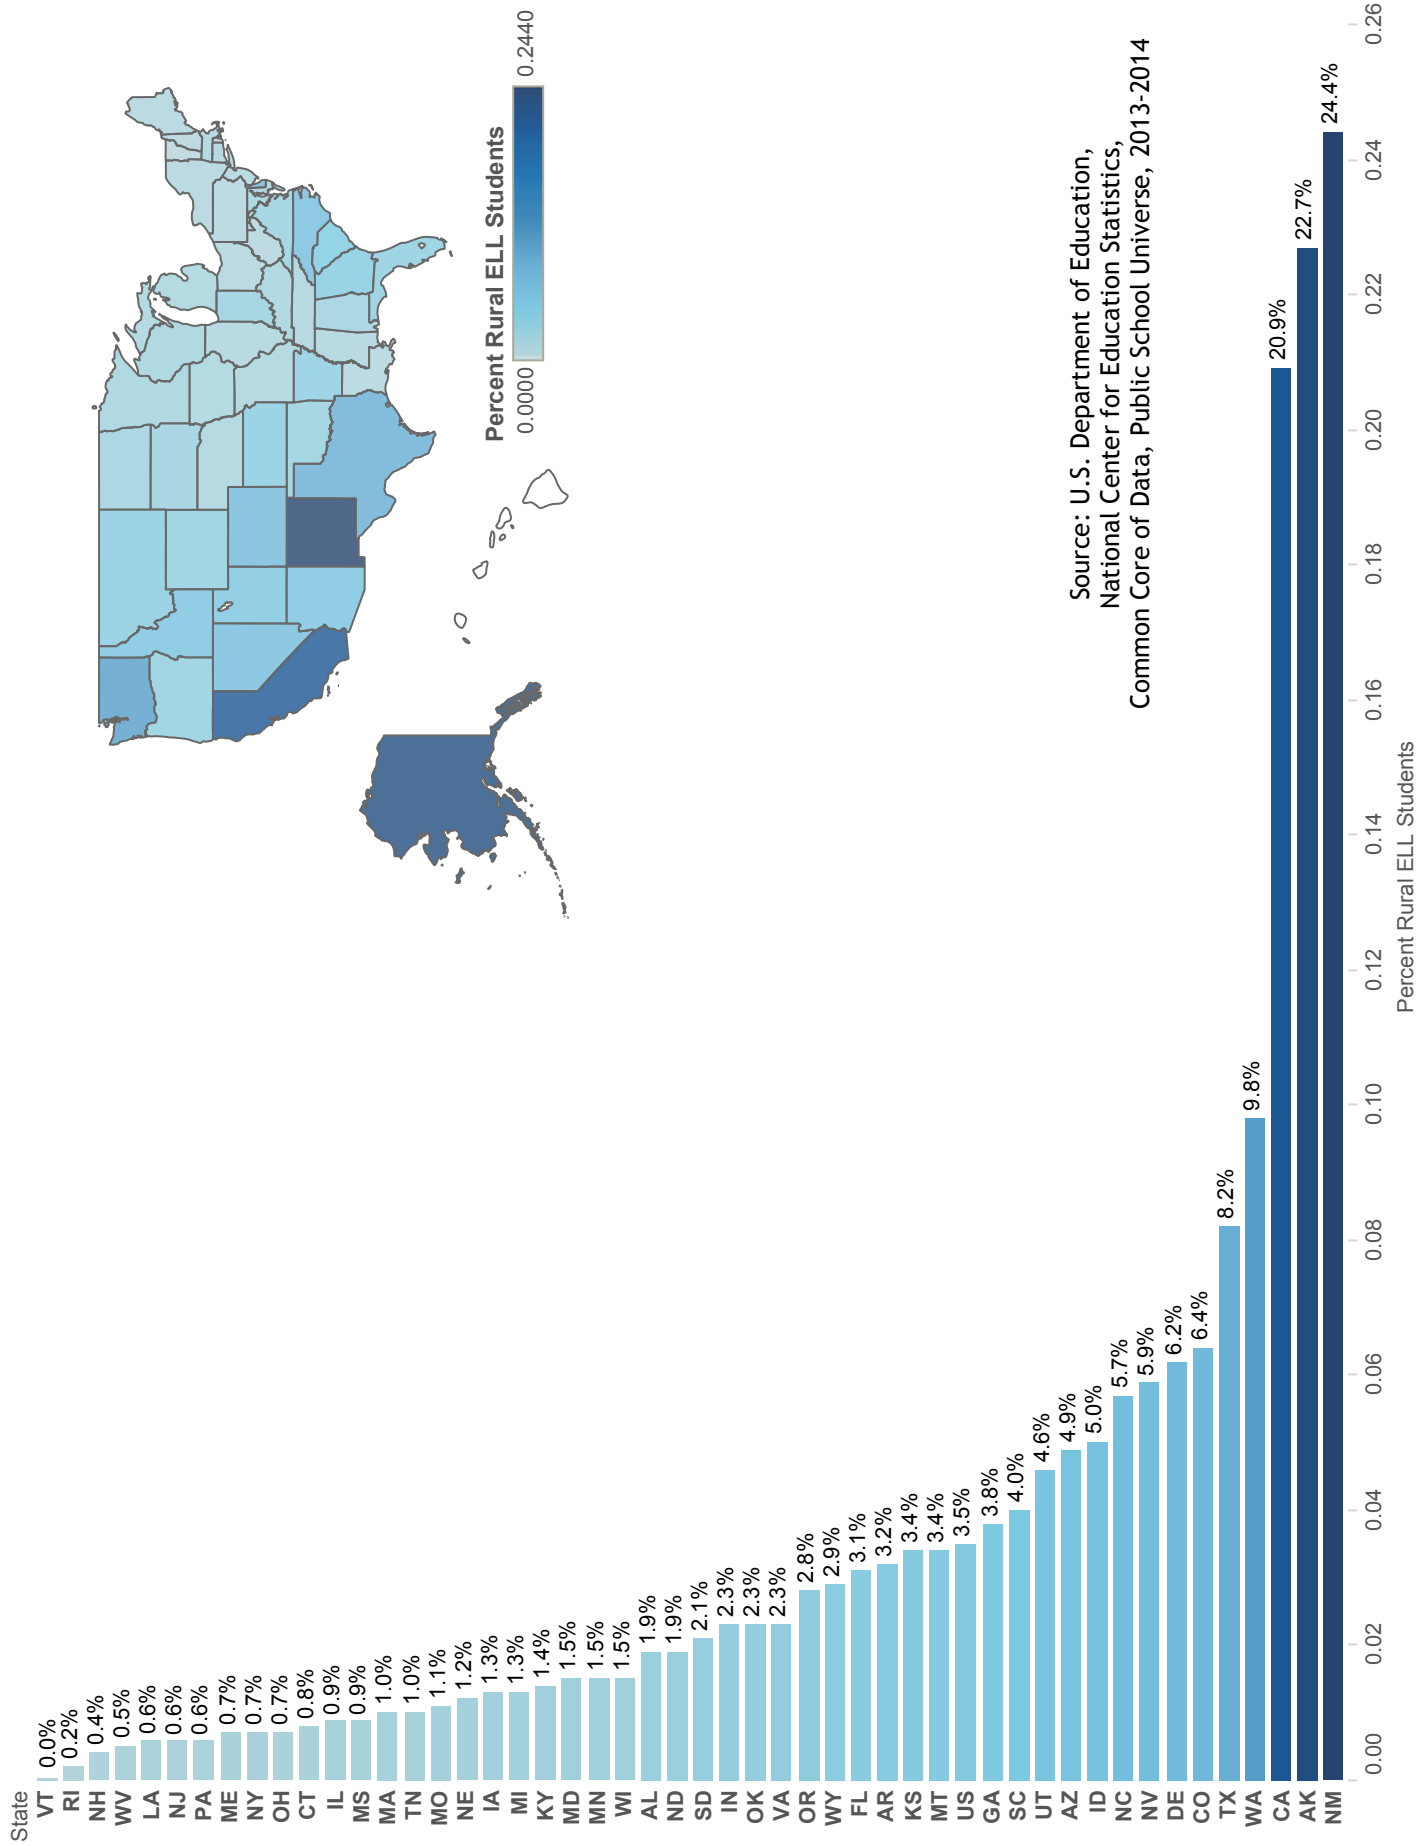 State
VT 0.0%
RI 0.2%
NH 0.4%
WV 0.5%
LA 0.6%
NJ 0.6%
PA 0.6%
ME 0.7%
NY 0.7%
OH 0.7%
CT 0.8%
IL 0.9%
MS 0.9%
MA 1.0%
TN 1.0%
MO 1.1%
NE 1.2%
IA 1.3%
MI 1.3%
KY 1.4%
MD 1.5%
MN 1.5%
WI 1.5%
AL 1.9%
ND 1.9%
SD 2.1%
IN 2.3%
OK 2.3%
VA 2.3%
OR 2.8%
WY 2.9%
FL 3.1%
AR 3.2%
KS 3.4%
MT 3.4%
US 3.5%
GA 3.8%
SC 4.0%
UT 4.6%
AZ 4.9%
ID 5.0%
NC 5.7%
NV 5.9%
DE 6.2%
CO 6.4%
TX 8.2%
WA 9.8%
CA 20.9%
AK 22.7%
NM 24.4%
0.00 0.02 0.04 0.06 0.08 0.10 0.12 0.14 0.16 0.18 0.20 0.22 0.24 0.26
Percent Rural ELL Students
Percent Rural ELL Students
0.0000 0.2440
Source: U.S. Department of Education,
National Center for Education Statistics,
Common Core of Data, Public School Universe, 2013-2014